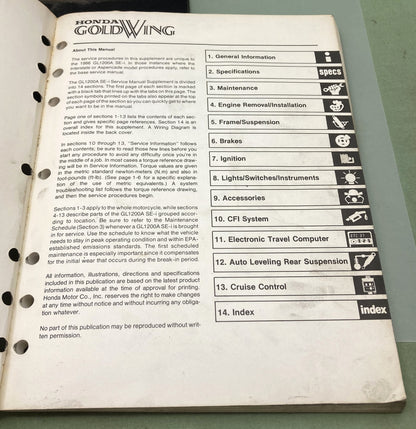 HONDA
GOLDWING
About This Manual
The service procedures in this supplement are unique to
the 1986 GL1200A SE-i. In those instances where the
Interstate or Aspencade model procedures apply, refer to
the base service manual.
The GL1200A SE-i Service Manual Supplement is divided
into 14 sections. The first page of each section is marked
with a black tab that lines up with the tabs on this page. The
section symbols printed on the tabs also appear at the top
of each page of the section so you can quickly get to where
you want to be in the manual.
Page one of sections 1-13 lists the contents of each sec-
tion and gives specific page references. Section 14 is an
overall index for this supplement. A Wiring Diagram is
located inside the back cover.
In sections 10 through 13, "Service Information" follows
each contents; be sure to read those few lines before you
start any procedure to avoid any difficulty once you're in
the middle of a job. In most cases a torque reference draw-
ing will be in Service Information. Torque values are given
in the metric standard newton-meters (N.m) and also in
foot-pounds (ft-lb). (See page 1-6 for a specific explana-
tion of the use of metric equivalents.) A system
troubleshooting list follows the torque reference drawing,
and then the service section begins.
Sections 1-3 apply to the whole motorcycle, while sections
4-13 describe parts of the GL1200A SE-i grouped accord-
ing to location. Be sure to refer to the Maintenance
Schedule (Section 3) whenever a GL1200A SE-i is brought
in for service. Use the schedule to know what the vehicle
needs to stay in peak operating condition and within EPA-
established emissions standards. The first scheduled
maintenance is especially important since it compensates
for the initial wear that occurs during the break-in period.
All information, illustrations, directions and specifications
included in this publication are based on the latest product
information available at the time of approval for printing.
Honda Motor Co., Inc. reserves the right to make changes
at any time without notice and without incurring any obliga-
tion whatever.
No part of this publication may be reproduced without writ-
ten permission.
1. General Information
2. Specifications
specs
3. Maintenance
4. Engine Removal/Installation
5. Frame/Suspension
6. Brakes
7. Ignition
8. Lights/Switches/Instruments
9. Accessories
10. CFI System
11. Electronic Travel Computer
12. Auto Leveling Rear Suspension
13. Cruise Control
14. Index
index